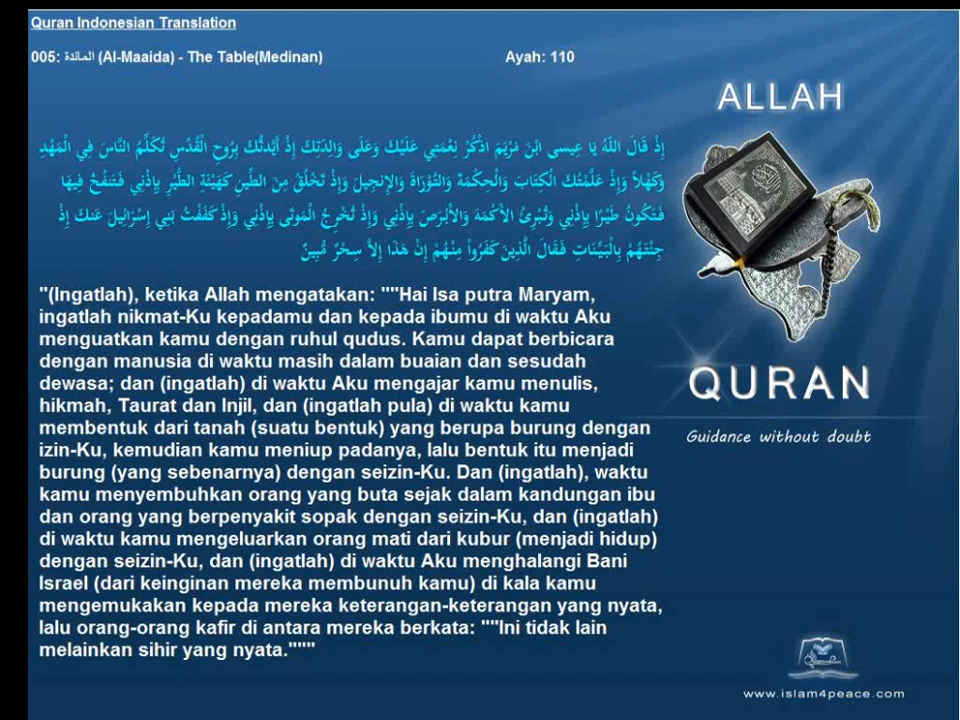 Quran Indonesian Translation
005: المائدة (Al-Maaida) - The Table(Medinan) Ayah: 110
ALLAH
إِذْ قَالَ اللّهُ يَا عِيسى ابْنَ مَرْيَمَ اذْكُرْ نِعْمَتِي عَلَيْكَ وَعَلَى وَالِدَتِكَ إِذْ أَيَّدتُّكَ بِرُوحِ الْقُدُسِ تُكَلِّمُ النَّاسَ فِي الْمَهْدِ
وَكَهْلاً وَإِذْ عَلَّمْتُكَ الْكِتَابَ وَالْحِكْمَةَ وَالتَّوْرَاةَ وَالإِنجِيلَ وَإِذْ تَخْلُقُ مِنَ الطِّينِ كَهَيْئَةِ الطَّيْرِ بِإِذْنِي فَتَنفُخُ فِيهَا
فَتَكُونُ طَيْرًا بِإِذْنِي وَتُبْرِئُ الأَكْمَهَ وَالأَبْرَصَ بِإِذْنِي وَإِذْ تُخْرِجُ الْمَوتَى بِإِذْنِي وَإِذْ كَفَفْتُ بَنِي إِسْرَائِيلَ عَنكَ إِذْ
جِئْتَهُمْ بِالْبَيِّنَاتِ فَقَالَ الَّذِينَ كَفَرُواْ مِنْهُمْ إِنْ هَذَا إِلاَّ سِحْرٌ مُّبِينٌ
"(Ingatlah), ketika Allah mengatakan: ""Hai Isa putra Maryam,
ingatlah nikmat-Ku kepadamu dan kepada ibumu di waktu Aku
menguatkan kamu dengan ruhul qudus. Kamu dapat berbicara
dengan manusia di waktu masih dalam buaian dan sesudah
dewasa; dan (ingatlah) di waktu Aku mengajar kamu menulis,
hikmah, Taurat dan Injil, dan (ingatlah pula) di waktu kamu
membentuk dari tanah (suatu bentuk) yang berupa burung dengan
izin-Ku, kemudian kamu meniup padanya, lalu bentuk itu menjadi
burung (yang sebenarnya) dengan seizin-Ku. Dan (ingatlah), waktu
kamu menyembuhkan orang yang buta sejak dalam kandungan ibu
dan orang yang berpenyakit sopak dengan seizin-Ku, dan (ingatlah)
di waktu kamu mengeluarkan orang mati dari kubur (menjadi hidup)
dengan seizin-Ku, dan (ingatlah) di waktu Aku menghalangi Bani
Israel (dari keinginan mereka membunuh kamu) di kala kamu
mengemukakan kepada mereka keterangan-keterangan yang nyata,
lalu orang-orang kafir di antara mereka berkata: ""Ini tidak lain
melainkan sihir yang nyata."""
QURAN
Guidance without doubt
www.islam4peace.com